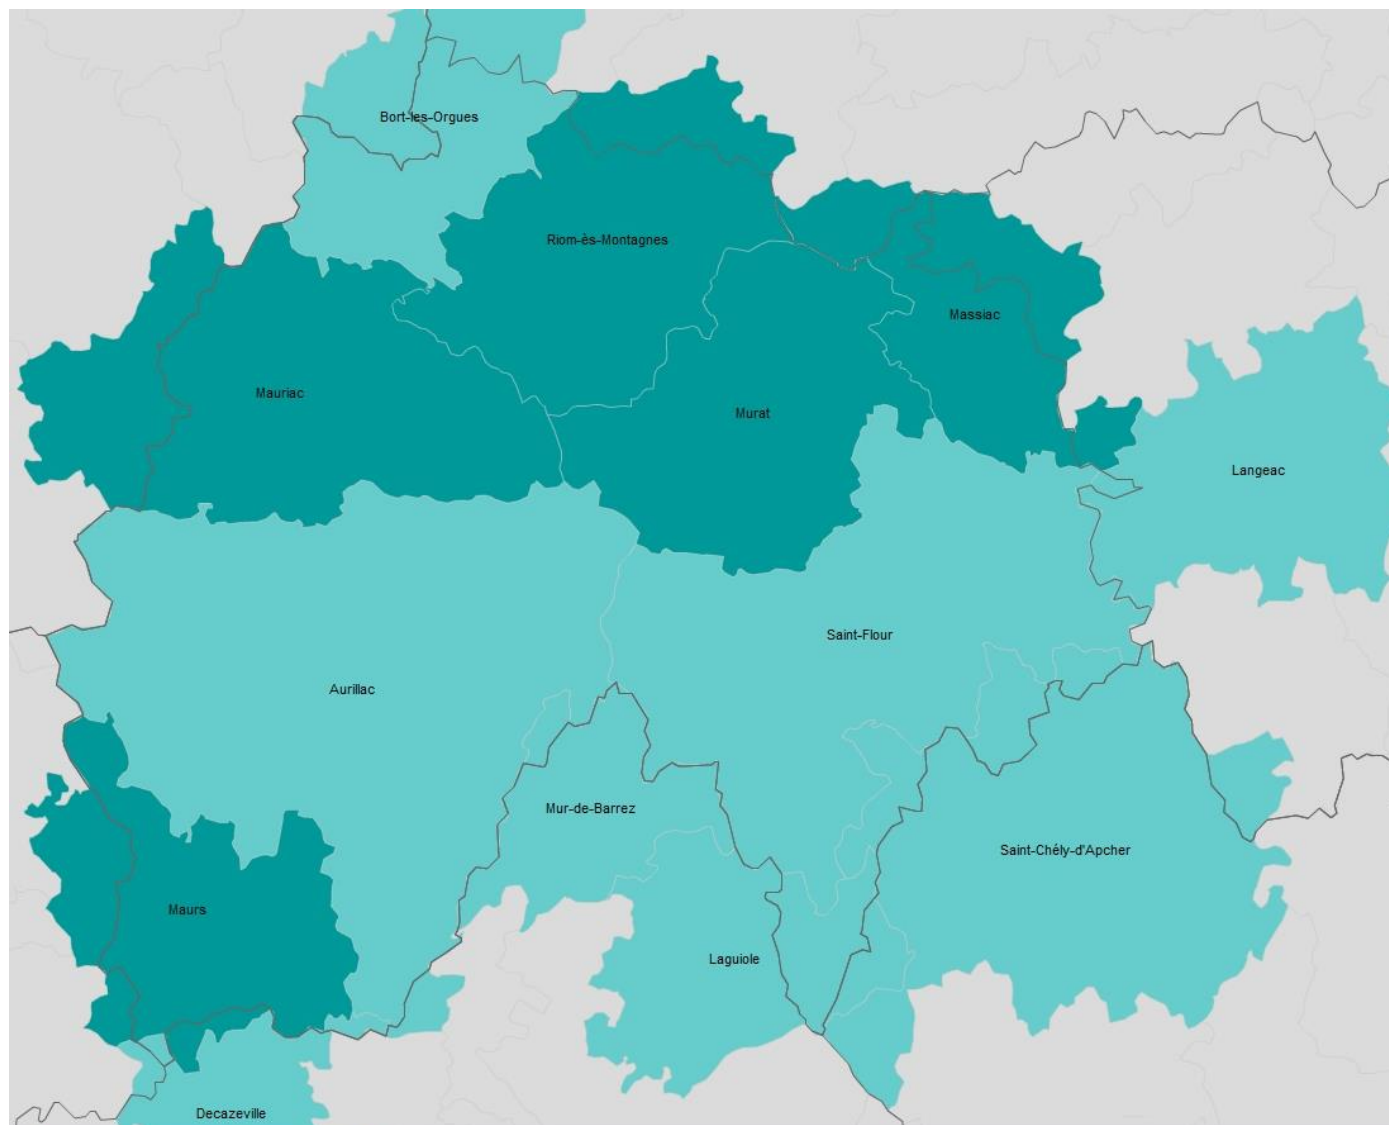 Bort-les-Orgues
Riom-ès-Montagnes
Massiac
Mauriac
Murat
Langeac
Saint-Flour
Aurillac
Mur-de-Barrez
Saint-Chély-d'Apcher
Maurs
Laguiole
Decazeville